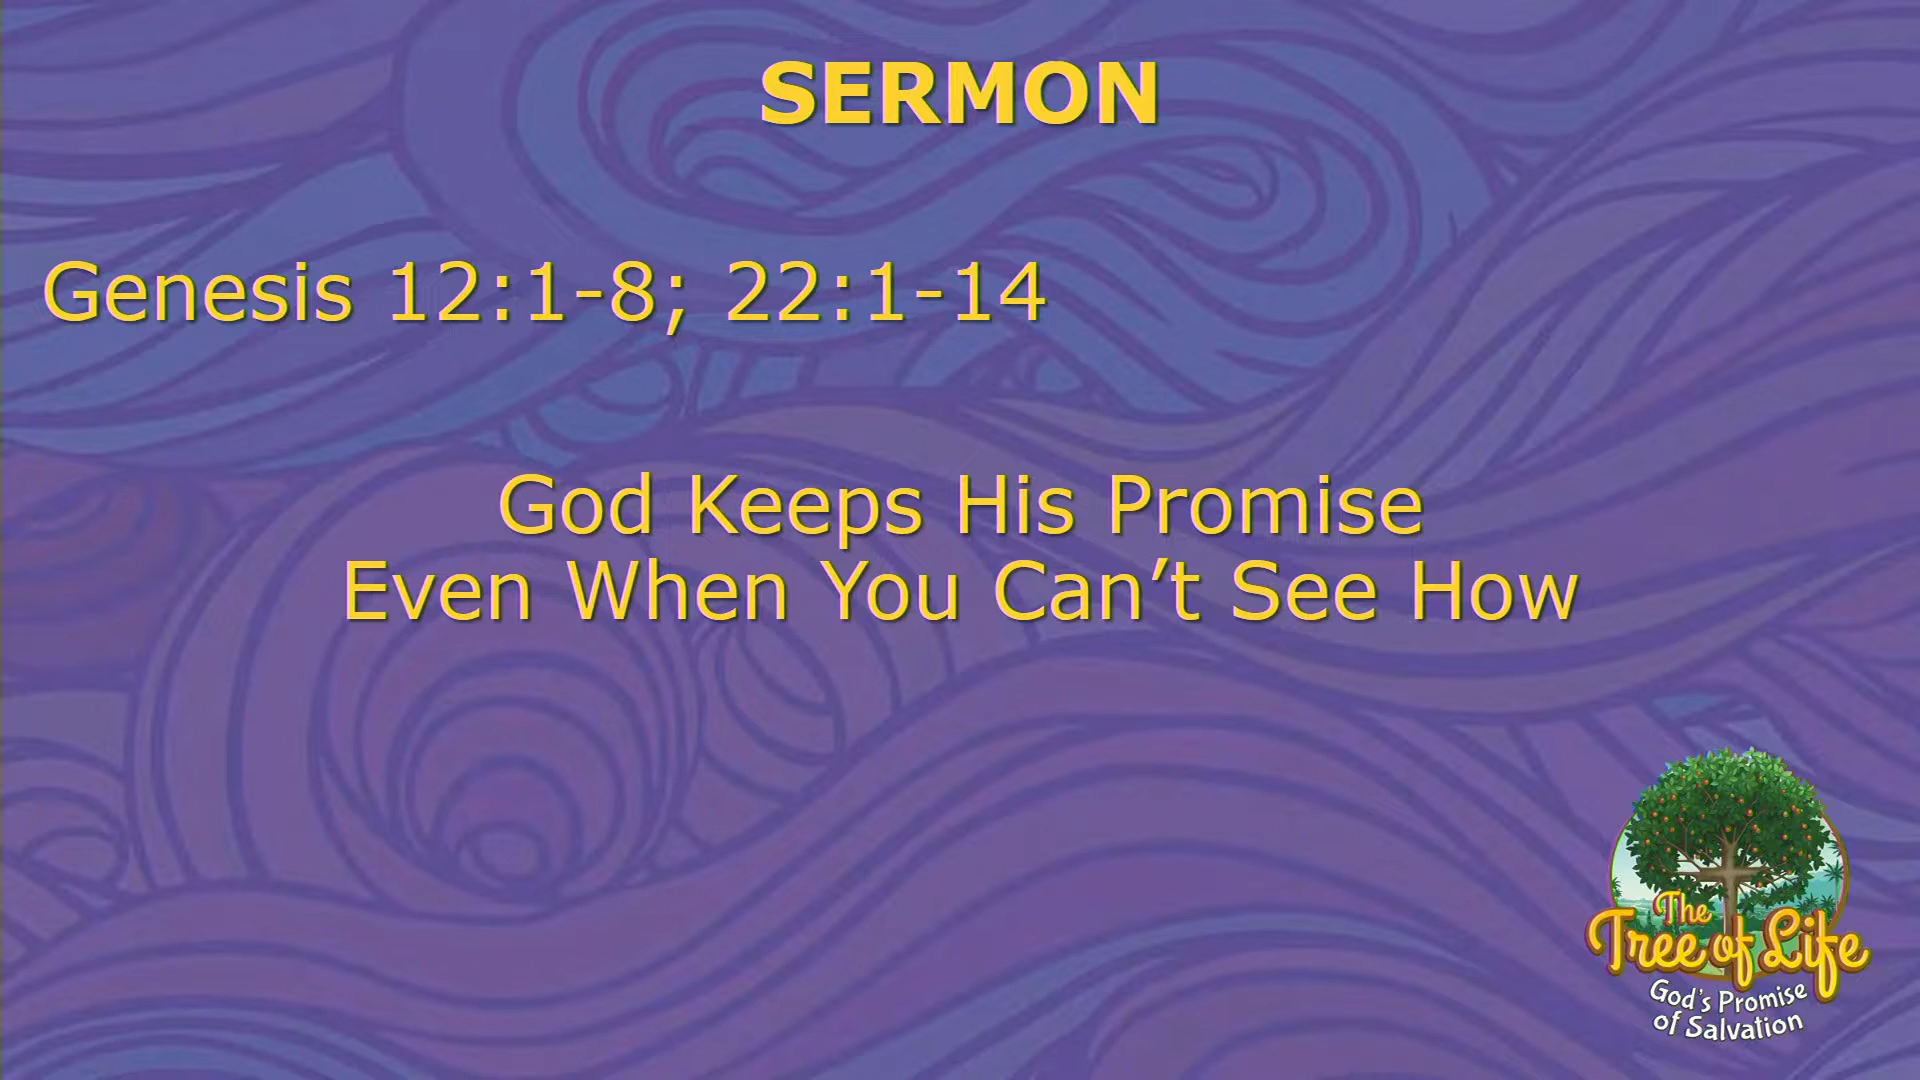 SERMON
Genesis 12:1-8; 22:1-14
God Keeps His Promise
Even When You Can’t See How
The
Tree of Life
God's Promise
of Salvation